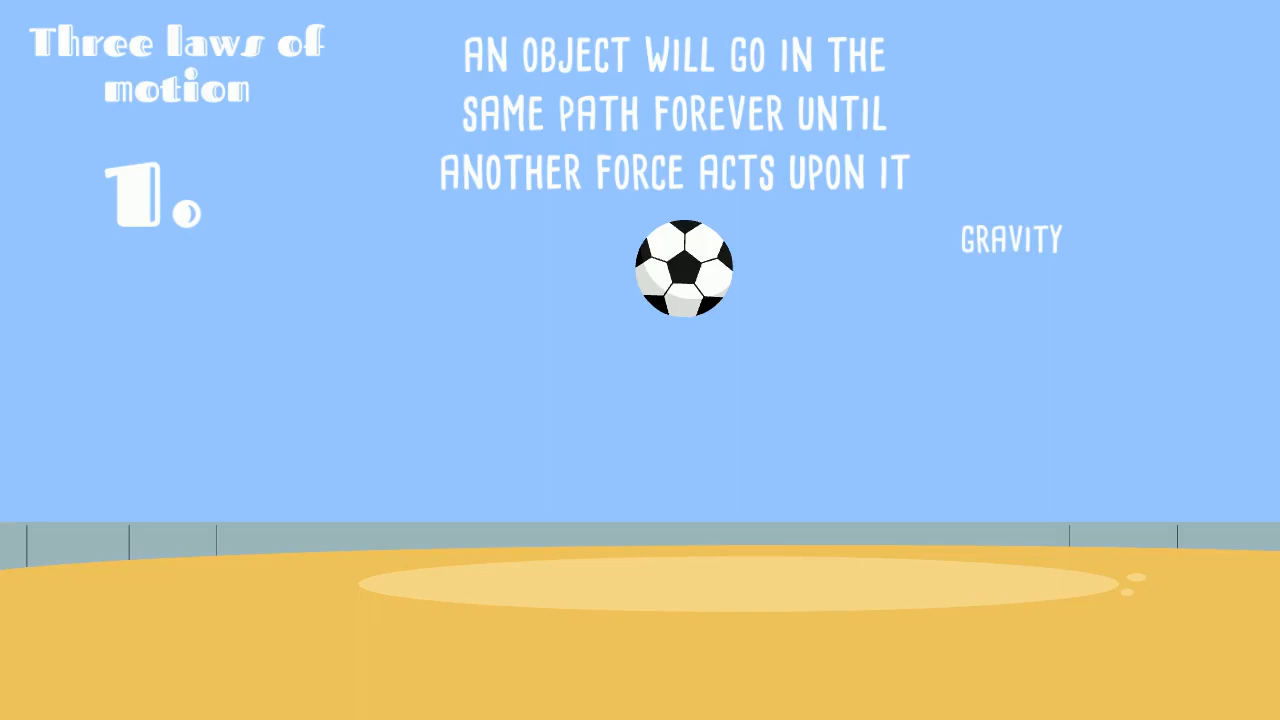 Three laws of
motion
1.
AN OBJECT WILL GO IN THE
SAME PATH FOREVER UNTIL
ANOTHER FORCE ACTS UPON IT
GRAVITY